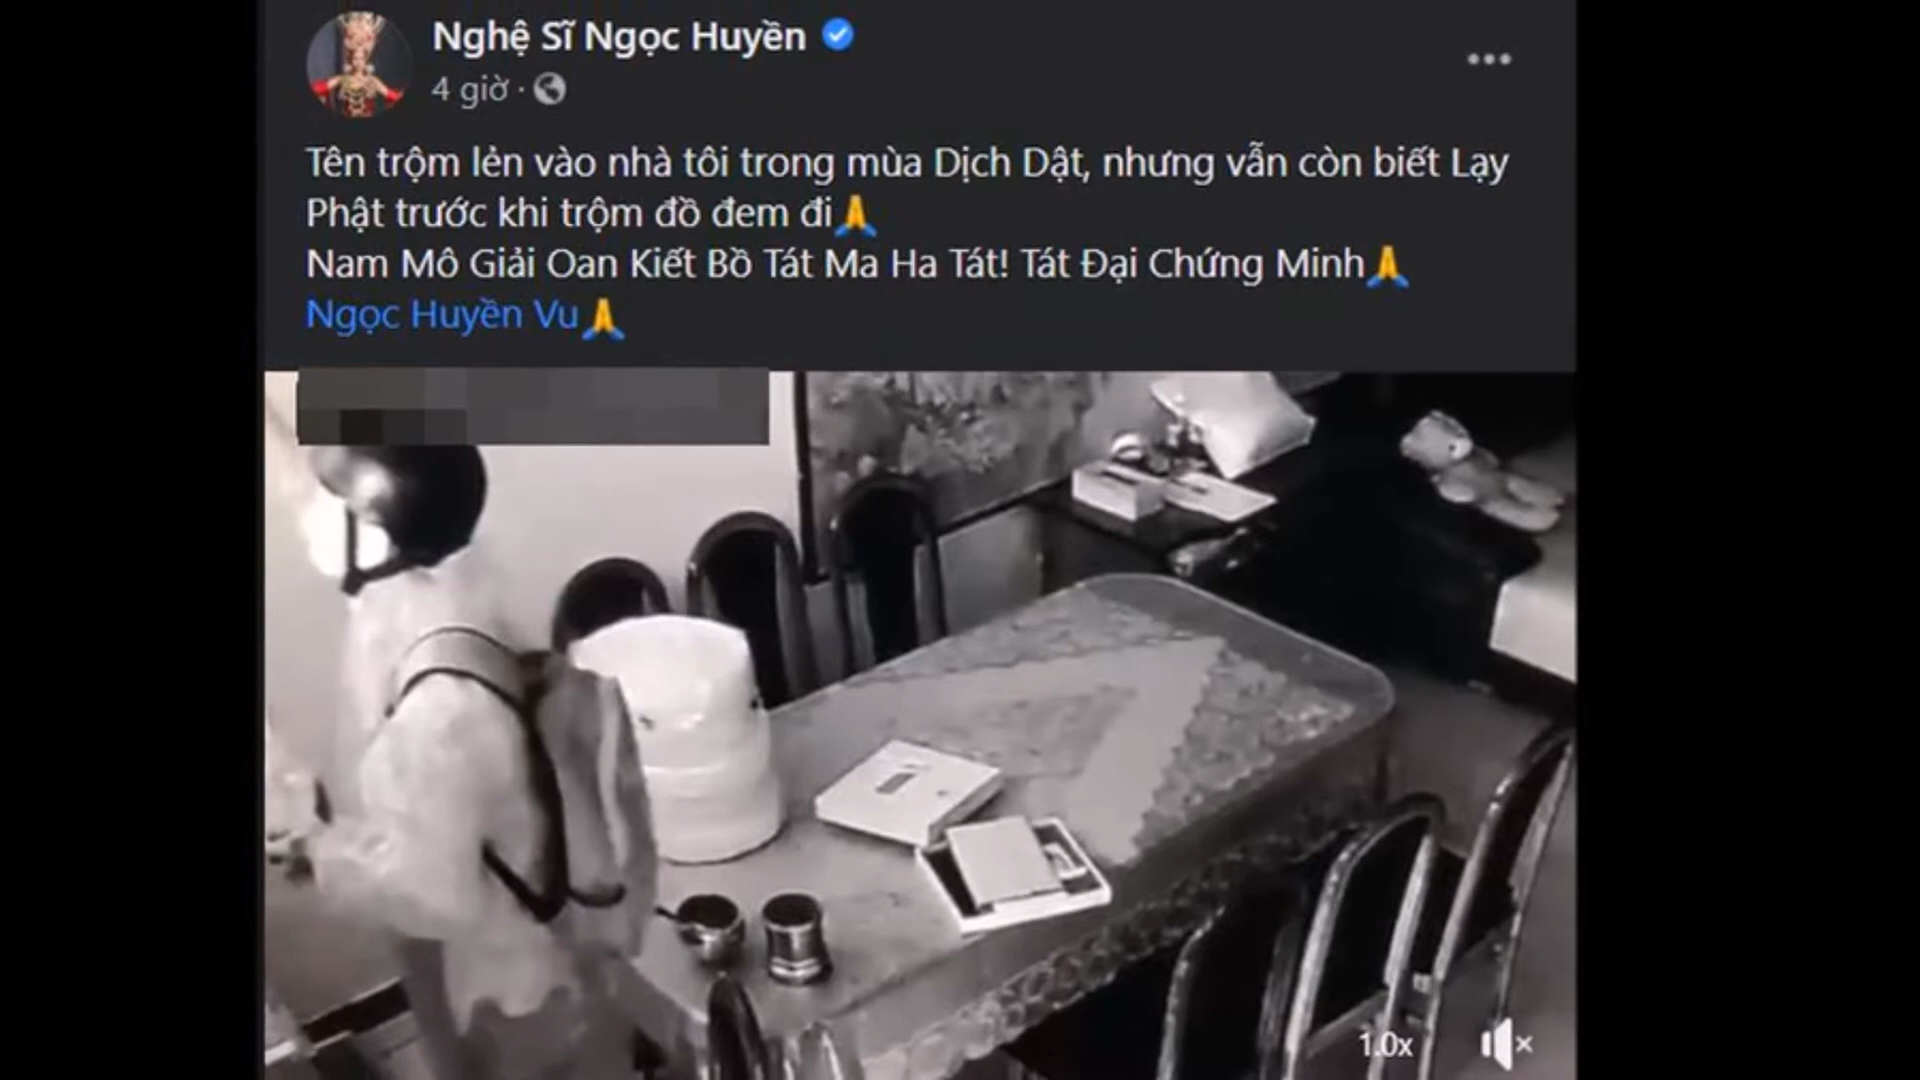 Nghệ Sĩ Ngọc Huyền
4 giờ ·
Tên trộm lẻn vào nhà tôi trong mùa Dịch Dật, nhưng vẫn còn biết Lạy
Phật trước khi trộm đồ đem đi🙏
Nam Mô Giải Oan Kiết Bồ Tát Ma Ha Tát! Tát Đại Chứng Minh🙏
Ngọc Huyền Vu🙏
1.0x